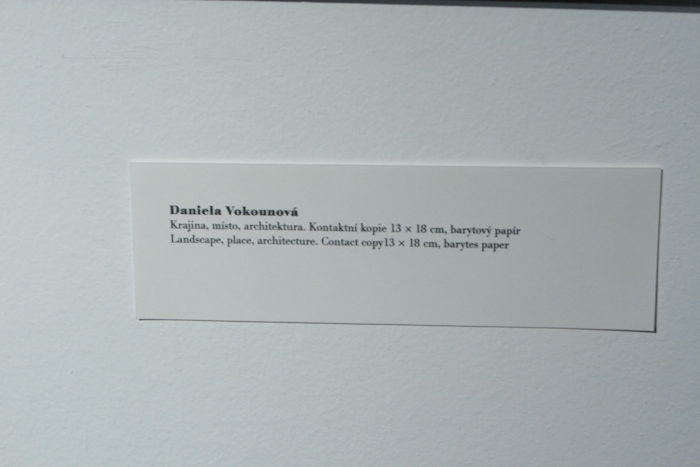 Daniela Vokounová
Krajina, místo, architektura. Kontaktní kopie 13 × 18 cm, barytový papír
Landscape, place, architecture. Contact copy13 × 18 cm, barytes paper